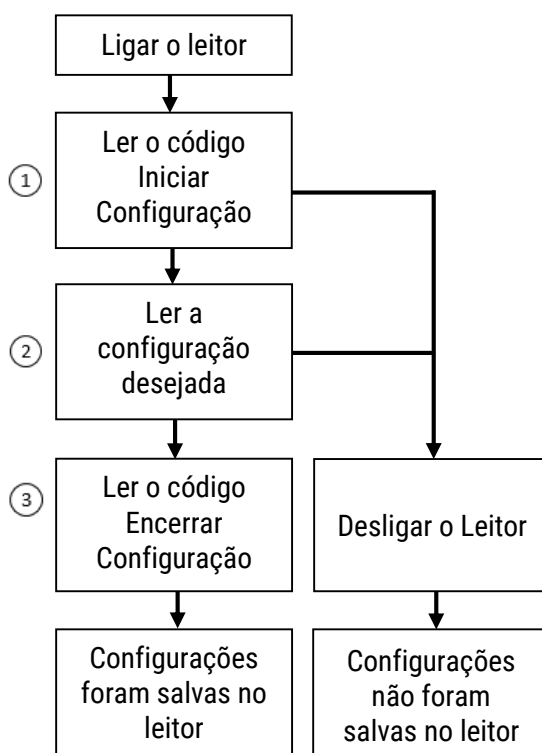 Ligar o leitor
1
Ler o código
Iniciar
Configuração
2
Ler a
configuração
desejada
3
Ler o código
Encerrar
Configuração
Desligar o Leitor
Configurações
foram salvas no
leitor
Configurações
não foram
salvas no leitor